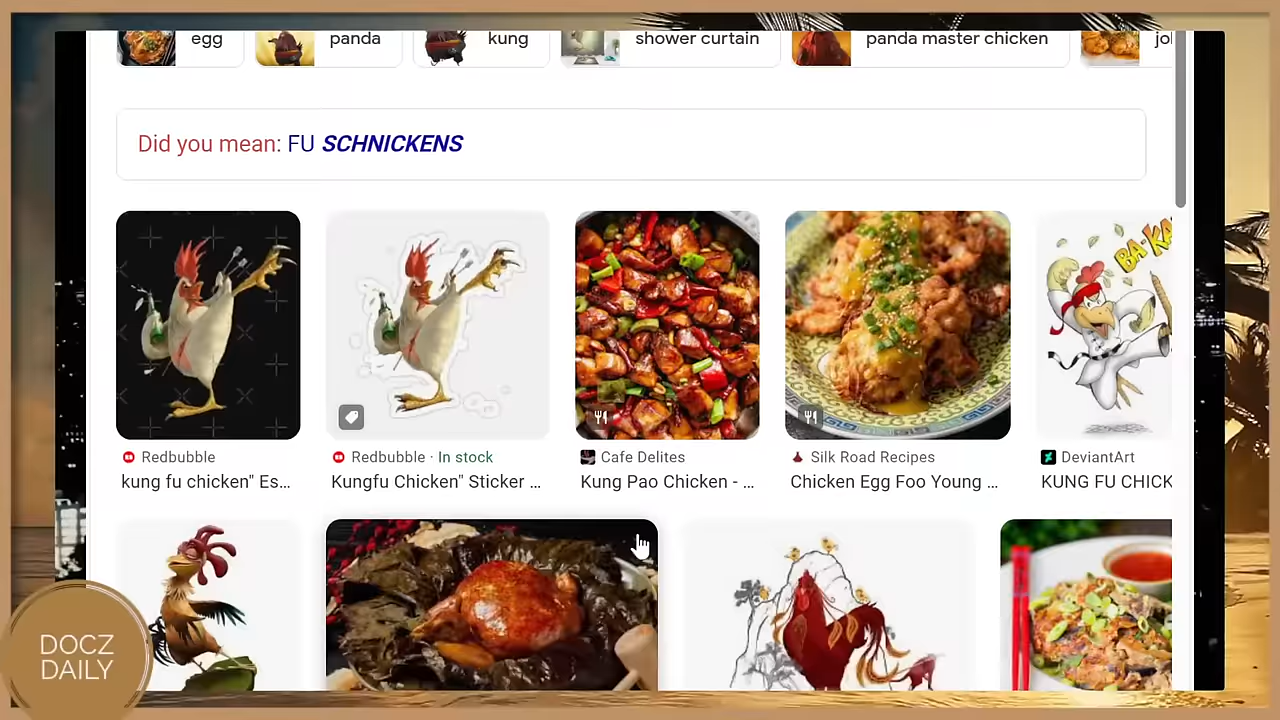 egg
panda
kung
shower curtain
panda master chicken
Did you mean: FU SCHNICKENS
BA-KA
Redbubble
kung fu chicken" Es...
Redbubble · In stock
Kungfu Chicken" Sticker ...
Cafe Delites
Kung Pao Chicken - ...
Silk Road Recipes
Chicken Egg Foo Young ...
DeviantArt
KUNG FU CHICK
DOCZ
DAILY